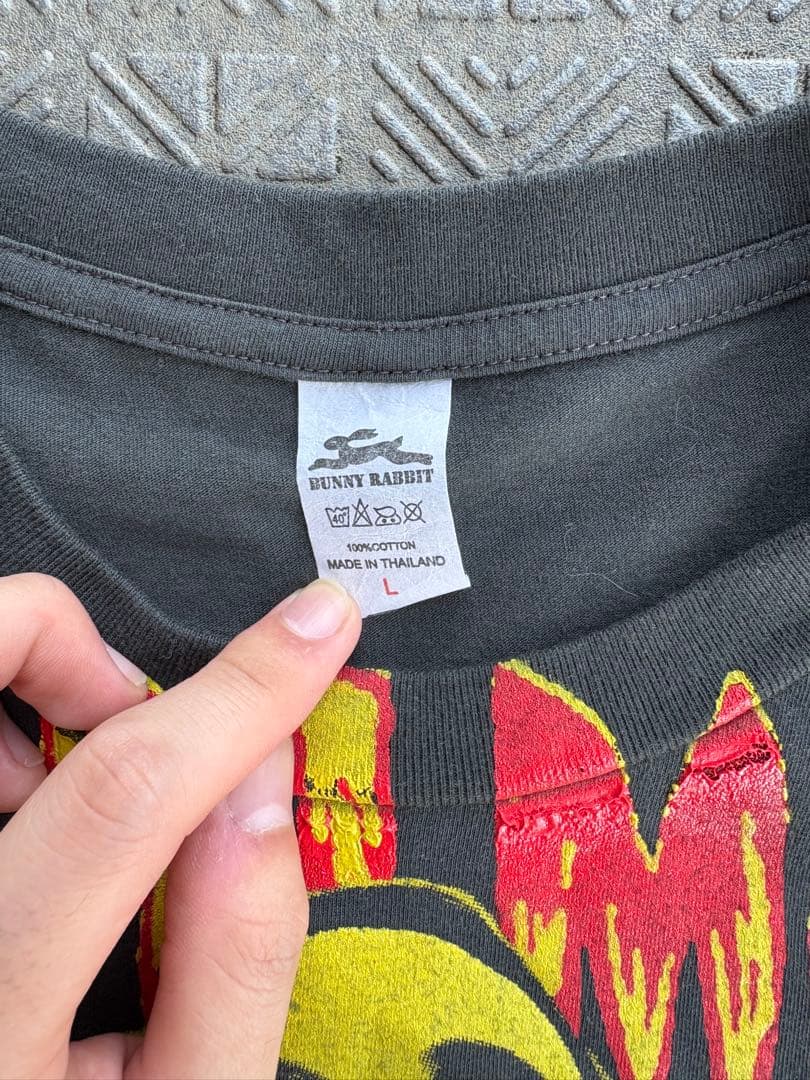 BUNNY RABBIT
40°
100%COTTON
MADE IN THAILAND
L